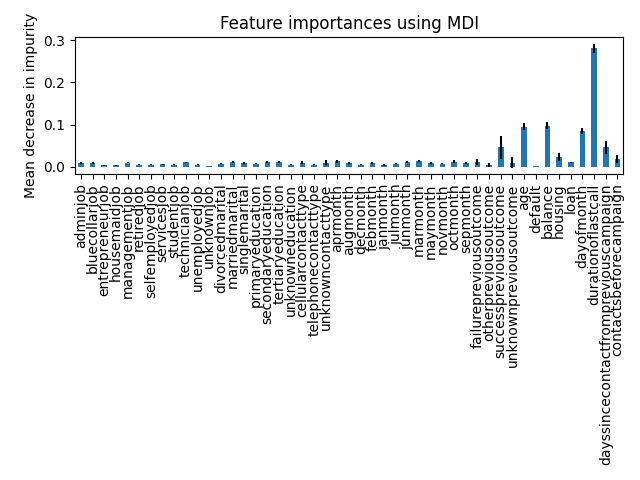 Feature importances using MDI
Mean decrease in impurity
0.3
0.2
0.1
0.0
adminjob
bluecollarjob
entrepreneurjob
housemaidjob
managementjob
retiredjob
selfemployedjob
servicesjob
studentjob
technicianjob
unemployedjob
unknownjob
divorcedmarital
marriedmarital
singlemarital
primaryeducation
secondaryeducation
tertiaryeducation
unknowneducation
cellularcontacttype
telephonecontacttype
unknowncontacttype
aprmonth
augmonth
decmonth
febmonth
janmonth
julmonth
junmonth
marmonth
maymonth
novmonth
octmonth
sepmonth
failurepreviousoutcome
otherpreviousoutcome
successpreviousoutcome
unknownpreviousoutcome
age
default
balance
housing
loan
dayofmonth
durationoflastcall
dayssincecontactfrompreviouscampaign
contactsbeforecampaign